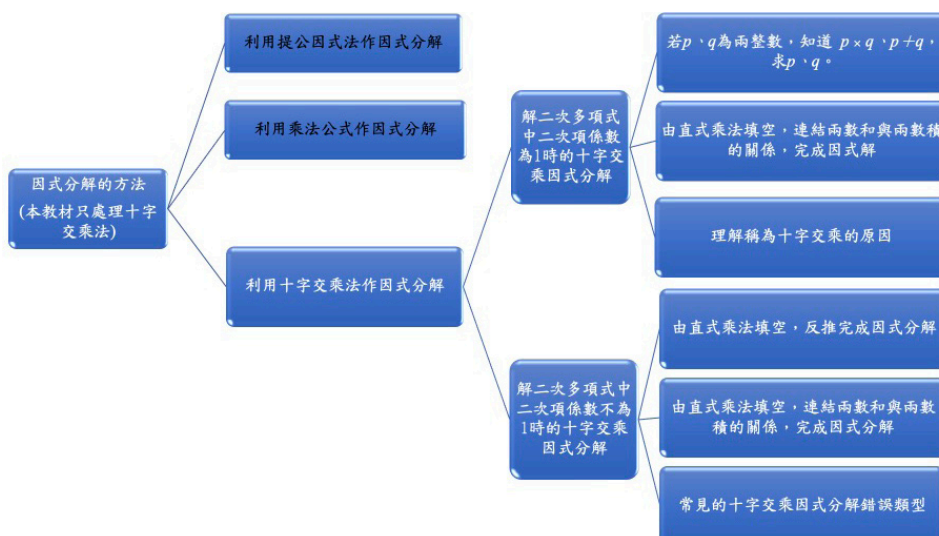 因式分解的方法
(本教材只處理十字
交乘法)
利用提公因式法作因式分解
利用乘法公式作因式分解
利用十字交乘法作因式分解
解二次多項式
中二次項係數
為1時的十字交
乘因式分解
若p、q為兩整數，知道 p×q、p+q，
求p、q。
由直式乘法填空，連結兩數和與兩數積
的關係，完成因式解
理解稱為十字交乘的原因
解二次多項式中
二次項係數不為
1時的十字交乘
因式分解
由直式乘法填空，反推完成因式分解
由直式乘法填空，連結兩數和與兩數
積的關係，完成因式分解
常見的十字交乘因式分解錯誤類型